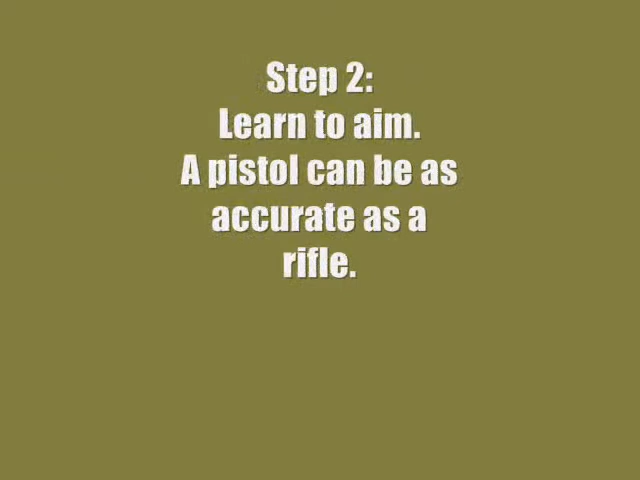 Step 2:
Learn to aim.
A pistol can be as
accurate as a
rifle.